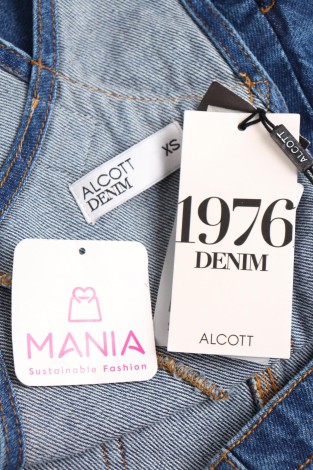 ALCOTT
DENIM
XS
1976
DENIM
ALCOTT
ALCOTT
MANIA
Sustainable Fashion